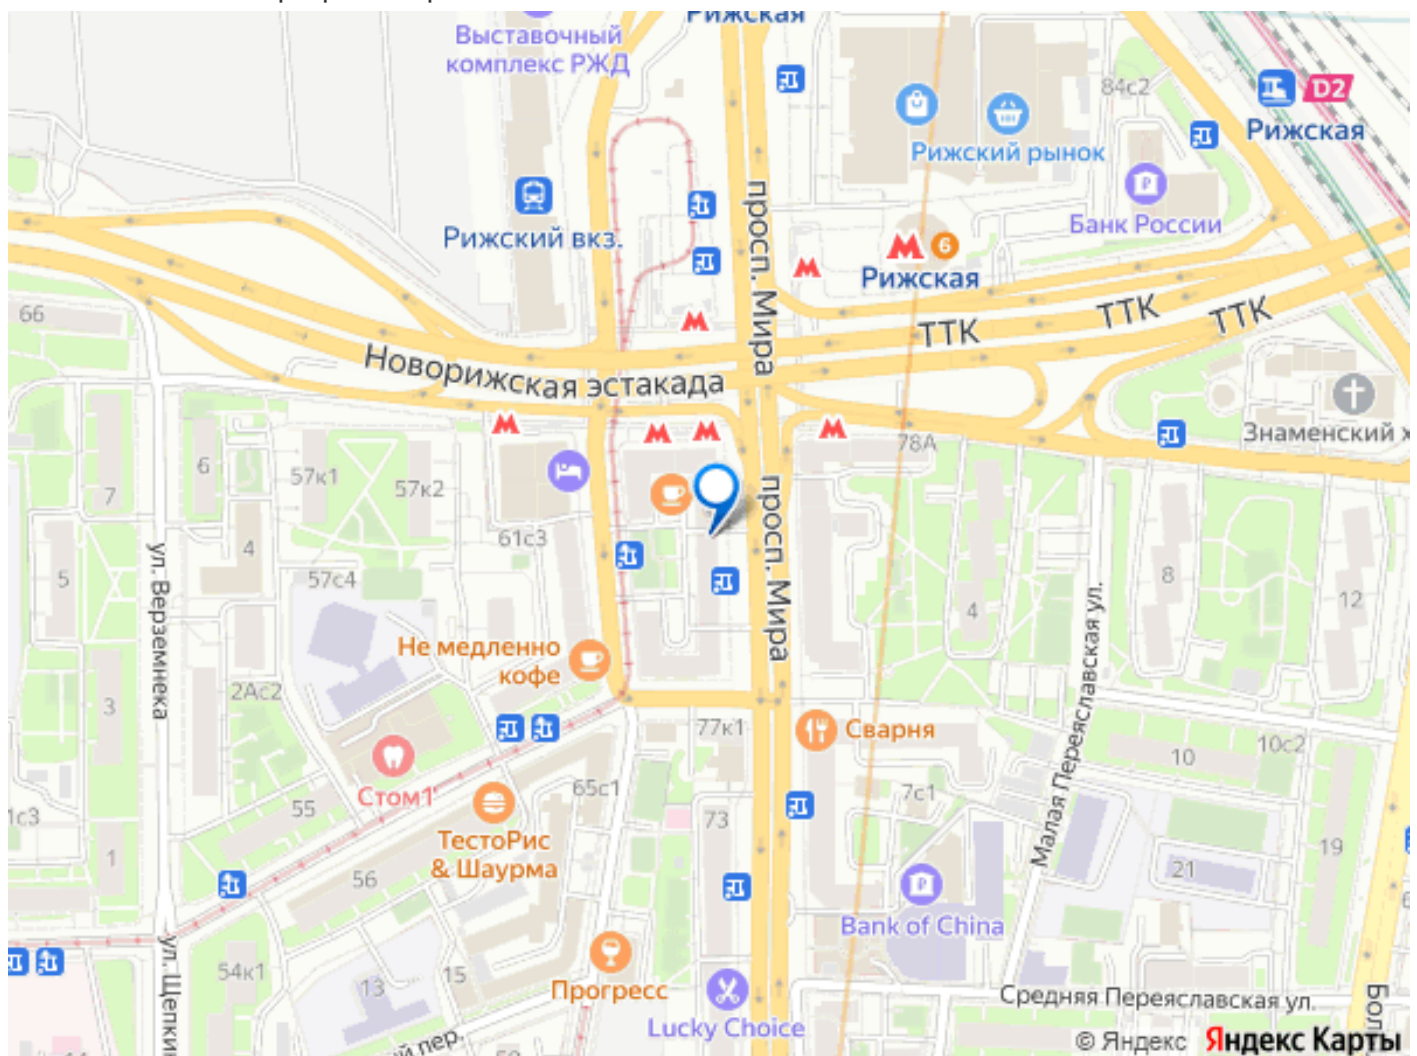 Рижская
Выставочный
комплекс РЖД
84с2
D2
Рижская
Рижский рынок
Банк России
Рижский вкз.
просп. Мира
6
Рижская
66
ТТК
ТТК
ТТК
Новорижская эстакада
Знаменский х
78А
6
57к1
57к2
7
61с3
просп. Мира
ул. Верземнека
4
5
57с4
8
12
4
Малая Переяславская ул.
Не медленно
кофе
2Ас2
3
77к1
Сварня
10с2
10
Стом1
65с1
7с1
1с3
55
73
ТестоРис
& Шаурма
19
1
21
56
Bank of China
ул. Щепкин
54к1
15
13
Прогресс
Средняя Переяславская ул.
Бол
Lucky Choice
й пер.
© Яндекс Яндекс Карты